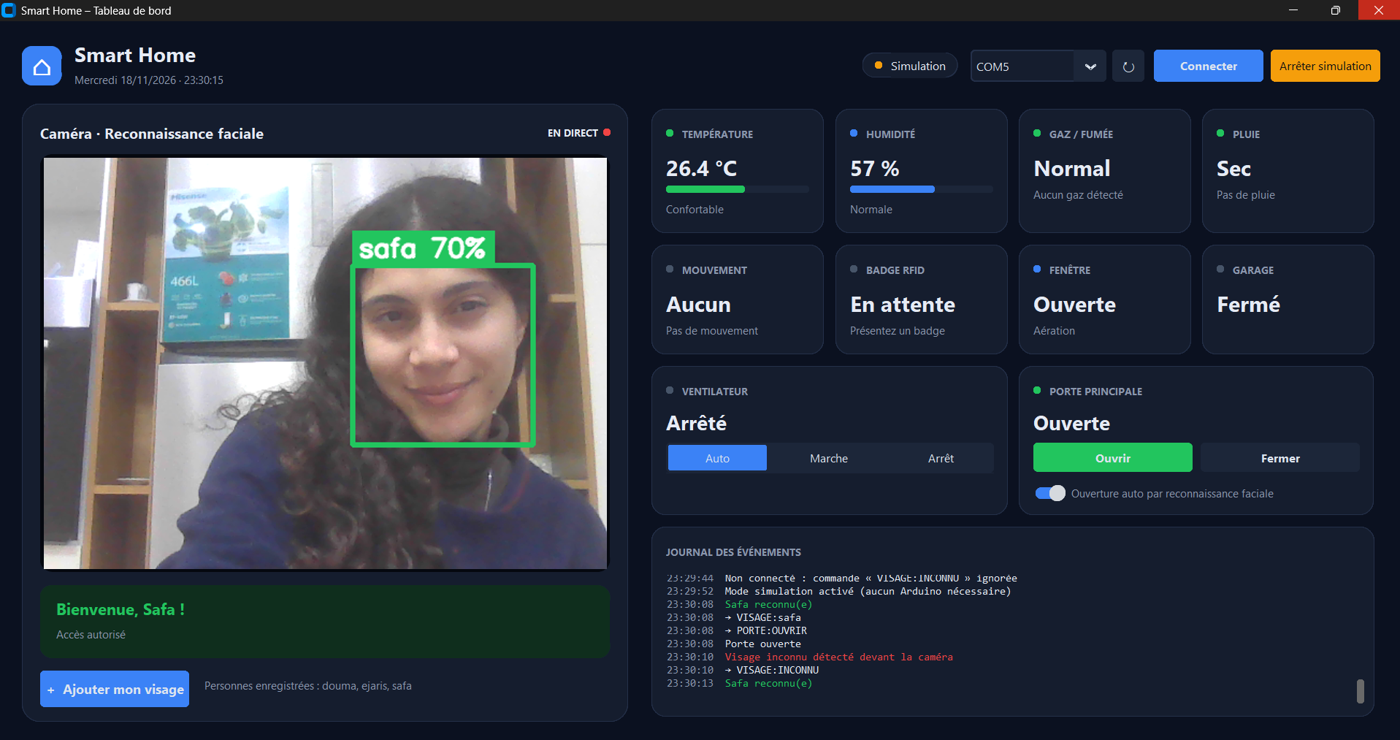 Smart Home – Tableau de bord
Smart Home
Mercredi 18/11/2026 · 23:30:15
Simulation
COM5
Connecter
Arrêter simulation
Caméra · Reconnaissance faciale
EN DIRECT
Hisense
466L
safa 70%
Bienvenue, Safa !
Accès autorisé
+ Ajouter mon visage
Personnes enregistrées : douma, ejaris, safa
TEMPÉRATURE
26.4 °C
Confortable
HUMIDITÉ
57 %
Normale
GAZ / FUMÉE
Normal
Aucun gaz détecté
PLUIE
Sec
Pas de pluie
MOUVEMENT
Aucun
Pas de mouvement
BADGE RFID
En attente
Présentez un badge
FENÊTRE
Ouverte
Aération
GARAGE
Fermé
VENTILATEUR
Arrêté
Auto
Marche
Arrêt
PORTE PRINCIPALE
Ouverte
Ouvrir
Fermer
Ouverture auto par reconnaissance faciale
JOURNAL DES ÉVÉNEMENTS
23:29:44 Non connecté : commande « VISAGE:INCONNU » ignorée
23:29:52 Mode simulation activé (aucun Arduino nécessaire)
23:30:08 Safa reconnu(e)
23:30:08 → VISAGE:safa
23:30:08 → PORTE:OUVRIR
23:30:08 Porte ouverte
23:30:10 Visage inconnu détecté devant la caméra
23:30:10 → VISAGE:INCONNU
23:30:13 Safa reconnu(e)